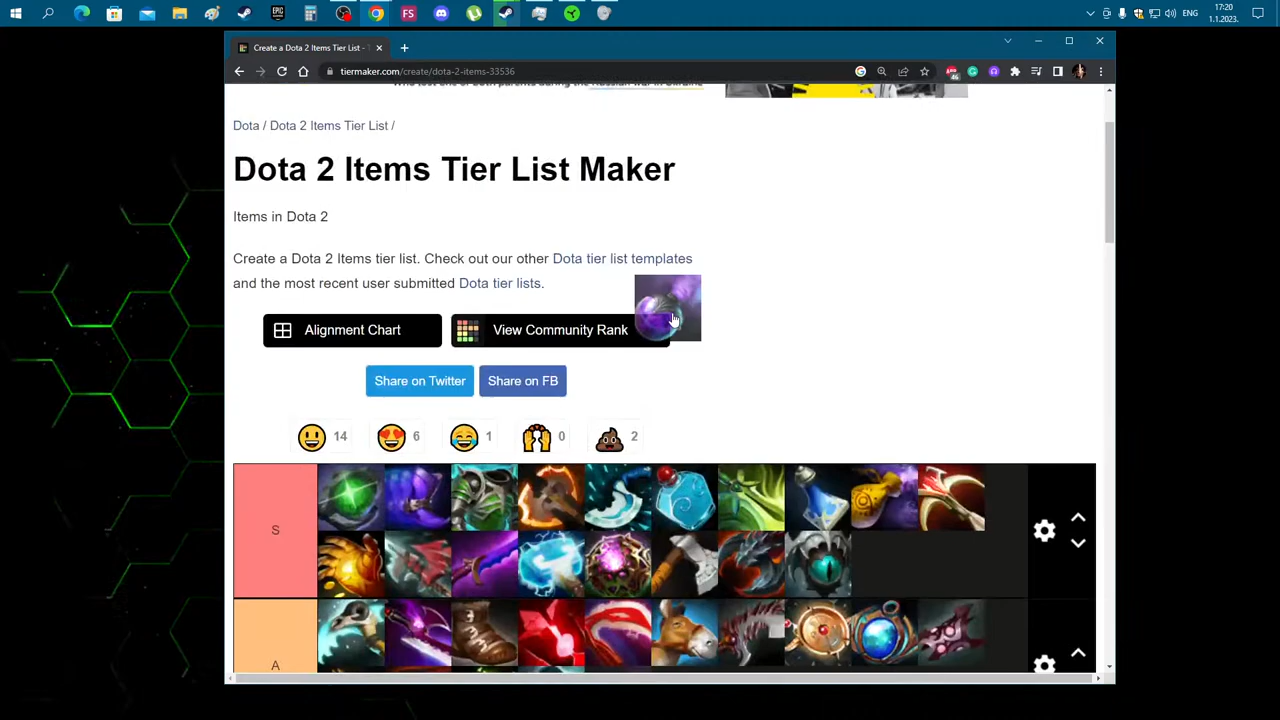 17:20
ENG
1.1.2023.
FS
EPIC
Create a Dota 2 Items Tier List - T
tiermaker.com/create/dota-2-items-33536
46
Dota / Dota 2 Items Tier List /
Dota 2 Items Tier List Maker
Items in Dota 2
Create a Dota 2 Items tier list. Check out our other Dota tier list templates
and the most recent user submitted Dota tier lists.
Alignment Chart
View Community Rank
Share on Twitter
Share on FB
14
6
1
0
2
S
A